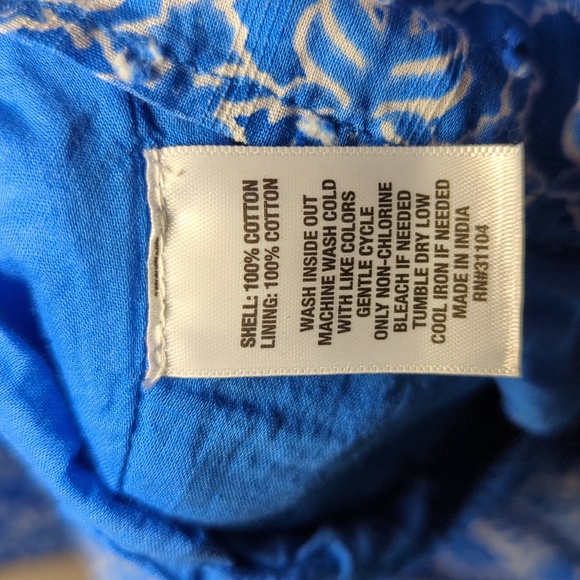 SHELL: 100% COTTON
LINING: 100% COTTON
WASH INSIDE OUT
MACHINE WASH COLD
WITH LIKE COLORS
GENTLE CYCLE
ONLY NON-CHLORINE
BLEACH IF NEEDED
TUMBLE DRY LOW
COOL IRON IF NEEDED
MADE IN INDIA
RN#31104